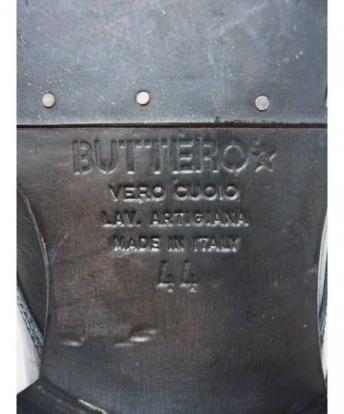 BUTTERO
VERO CUOIO
LAV. ARTIGIANA
MADE IN ITALY
44